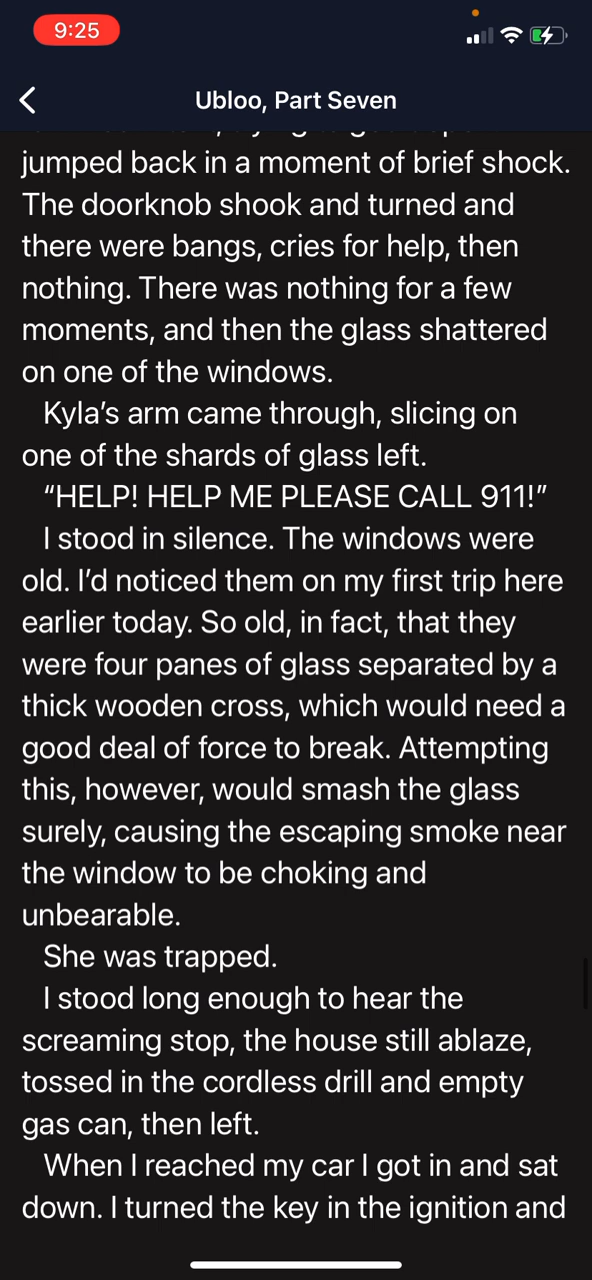 9:25
Ubloo, Part Seven
jumped back in a moment of brief shock.
The doorknob shook and turned and
there were bangs, cries for help, then
nothing. There was nothing for a few
moments, and then the glass shattered
on one of the windows.
Kyla’s arm came through, slicing on
one of the shards of glass left.
“HELP! HELP ME PLEASE CALL 911!”
I stood in silence. The windows were
old. I’d noticed them on my first trip here
earlier today. So old, in fact, that they
were four panes of glass separated by a
thick wooden cross, which would need a
good deal of force to break. Attempting
this, however, would smash the glass
surely, causing the escaping smoke near
the window to be choking and
unbearable.
She was trapped.
I stood long enough to hear the
screaming stop, the house still ablaze,
tossed in the cordless drill and empty
gas can, then left.
When I reached my car I got in and sat
down. I turned the key in the ignition and